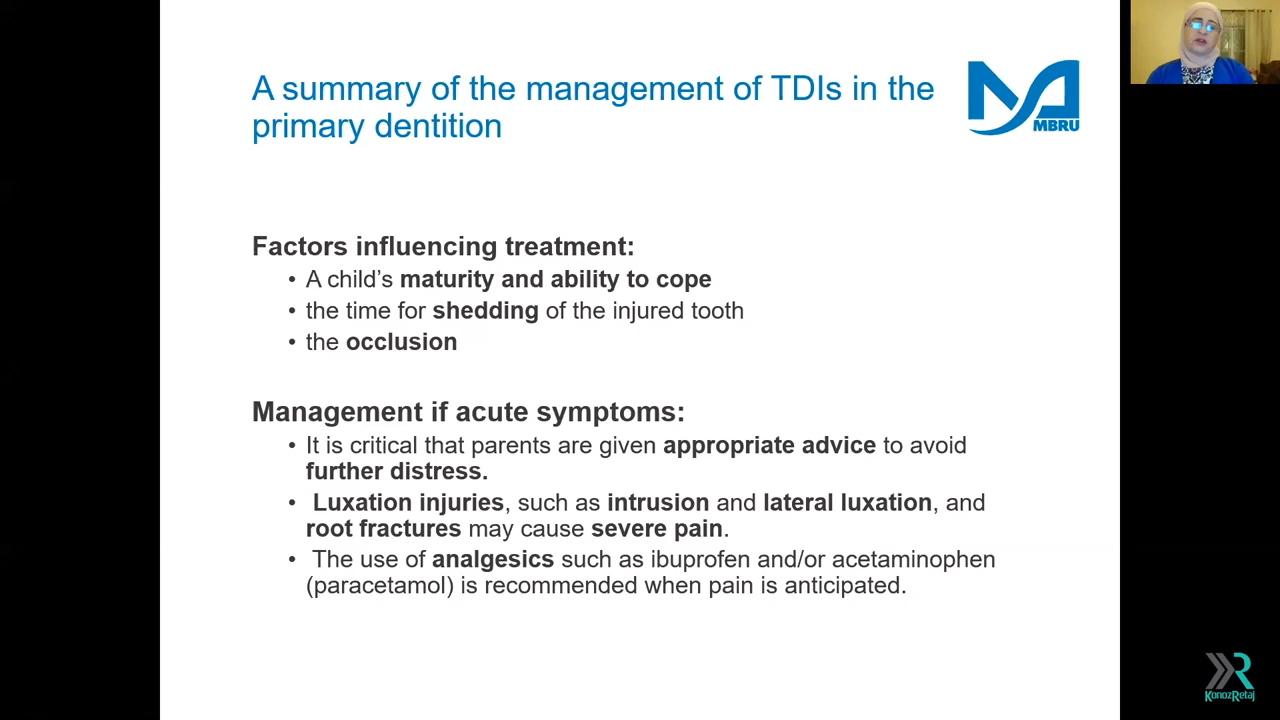 A summary of the management of TDIs in the
primary dentition
MBRU
Factors influencing treatment:
• A child’s maturity and ability to cope
• the time for shedding of the injured tooth
• the occlusion
Management if acute symptoms:
• It is critical that parents are given appropriate advice to avoid
further distress.
• Luxation injuries, such as intrusion and lateral luxation, and
root fractures may cause severe pain.
• The use of analgesics such as ibuprofen and/or acetaminophen
(paracetamol) is recommended when pain is anticipated.
KonozRetaj